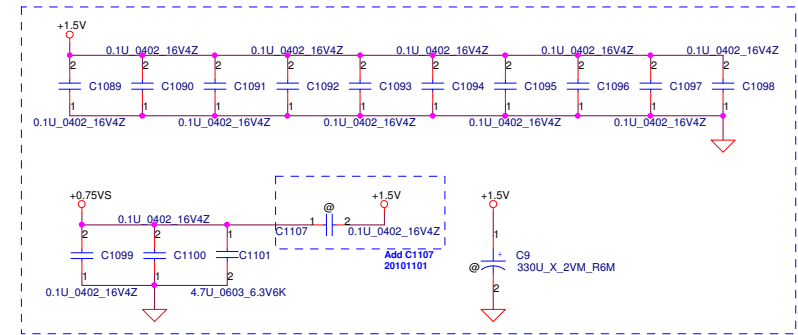 +1.5V
0.1U_0402_16V4Z 0.1U_0402_16V4Z 0.1U_0402_16V4Z 0.1U_0402_16V4Z 0.1U_0402_16V4Z
2 2 2 2 2 2 2 2 2 2
C1089 C1090 C1091 C1092 C1093 C1094 C1095 C1096 C1097 C1098
1 1 1 1 1 1 1 1 1 1
0.1U_0402_16V4Z 0.1U_0402_16V4Z 0.1U_0402_16V4Z 0.1U_0402_16V4Z 0.1U_0402_16V4Z
+0.75VS +1.5V +1.5V
@
0.1U_0402_16V4Z 1 2
C1107 0.1U_0402_16V4Z
2 2 1 1
C1099 C1100 C1101
Add C1107
20101101
+ C9
@ 330U_X_2VM_R6M
1 1 2 2
0.1U_0402_16V4Z 4.7U_0603_6.3V6K